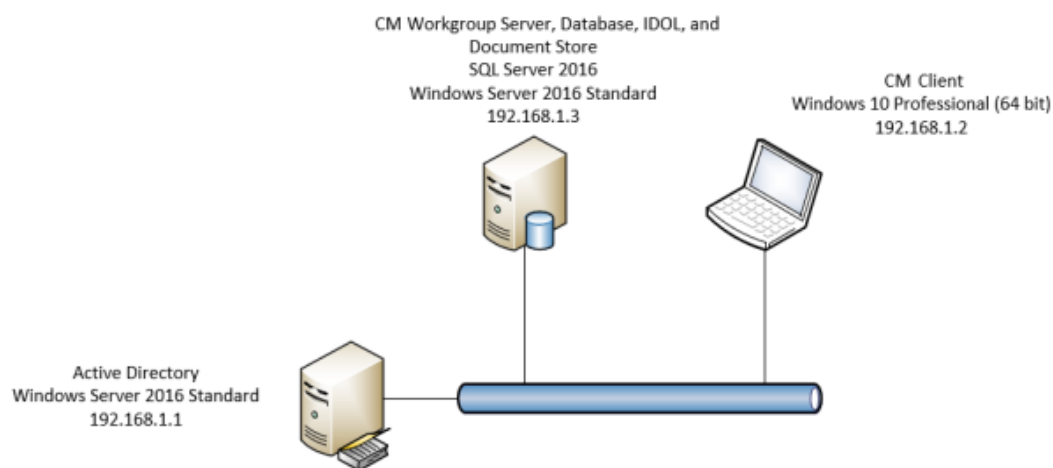 CM Workgroup Server, Database, IDOL, and
Document Store
SQL Server 2016
Windows Server 2016 Standard
192.168.1.3
CM Client
Windows 10 Professional (64 bit)
192.168.1.2
Active Directory
Windows Server 2016 Standard
192.168.1.1